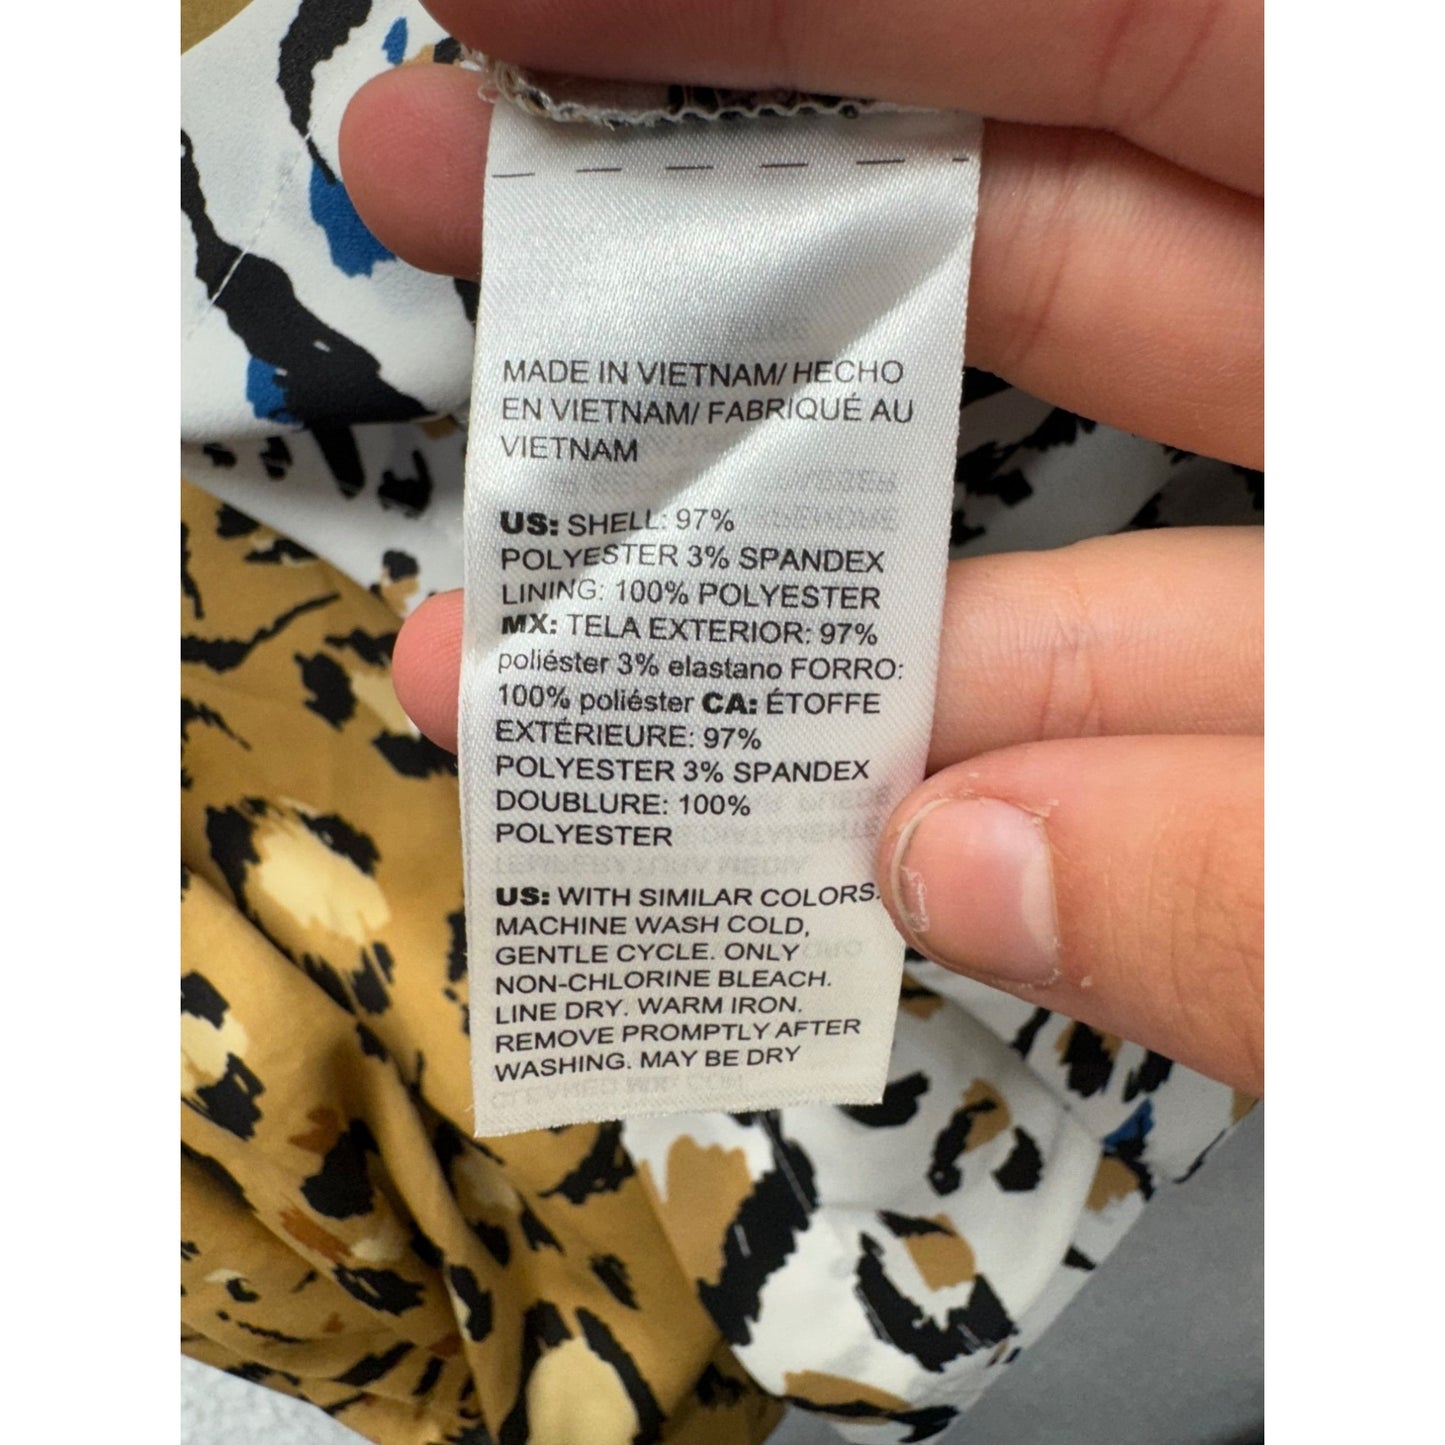 MADE IN VIETNAM/ HECHO
EN VIETNAM/ FABRIQUÉ AU
VIETNAM
US: SHELL: 97%
POLYESTER 3% SPANDEX
LINING: 100% POLYESTER
MX: TELA EXTERIOR: 97%
poliéster 3% elastano FORRO:
100% poliéster CA: ÉTOFFE
EXTÉRIEURE: 97%
POLYESTER 3% SPANDEX
DOUBLURE: 100%
POLYESTER
US: WITH SIMILAR COLORS.
MACHINE WASH COLD,
GENTLE CYCLE. ONLY
NON-CHLORINE BLEACH.
LINE DRY. WARM IRON.
REMOVE PROMPTLY AFTER
WASHING. MAY BE DRY